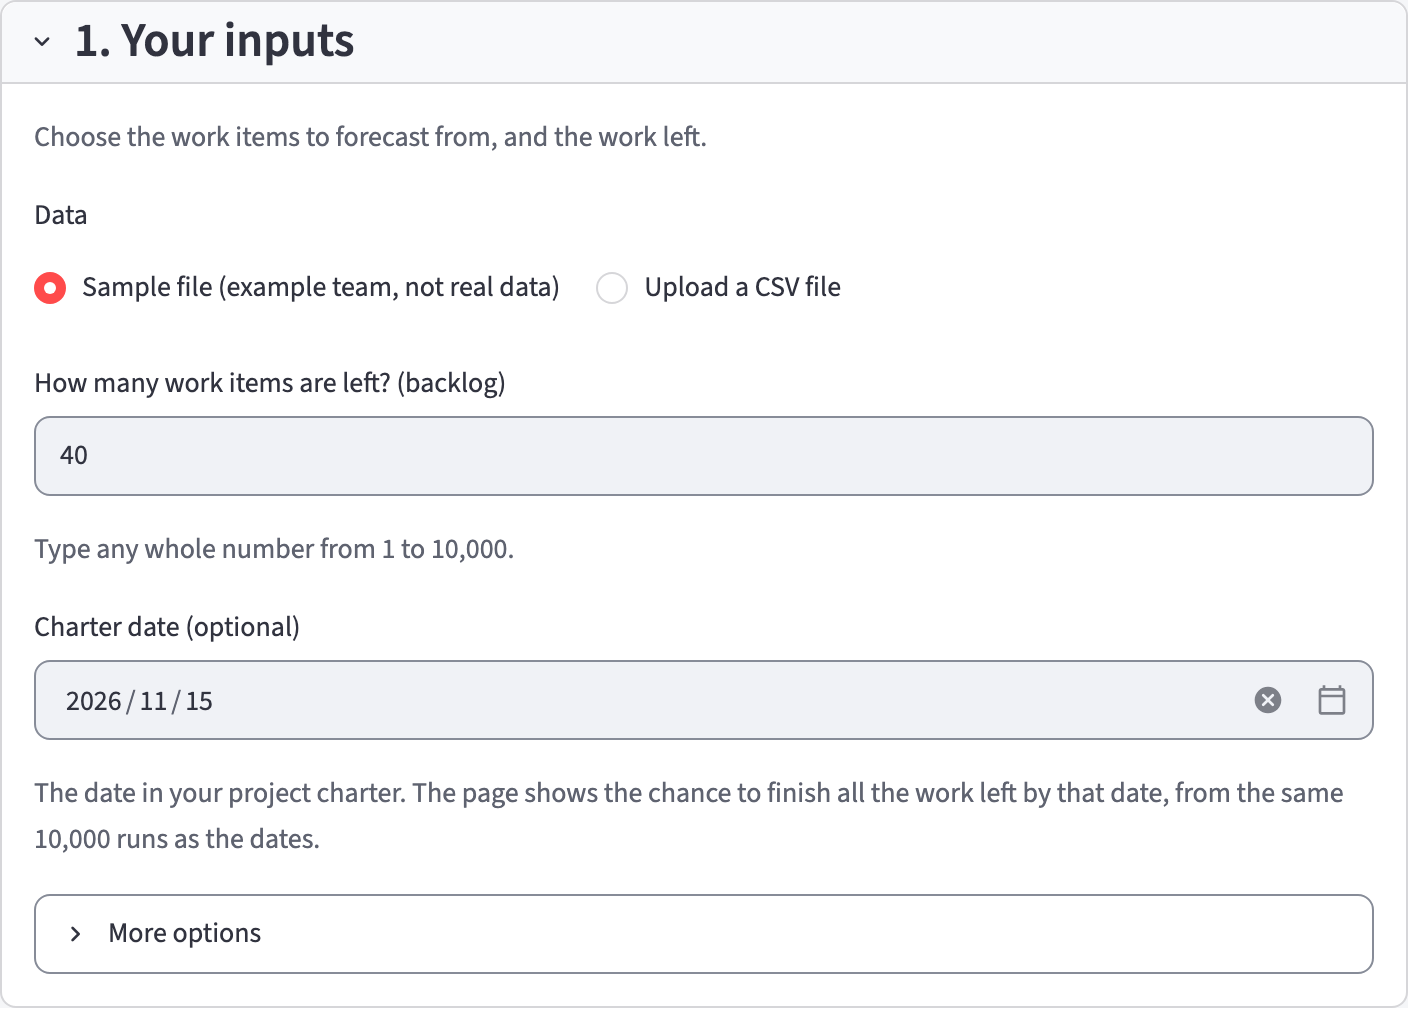 1. Your inputs
Choose the work items to forecast from, and the work left.
Data
Sample file (example team, not real data)
Upload a CSV file
How many work items are left? (backlog)
40
Type any whole number from 1 to 10,000.
Charter date (optional)
2026/11/15
The date in your project charter. The page shows the chance to finish all the work left by that date, from the same
10,000 runs as the dates.
More options